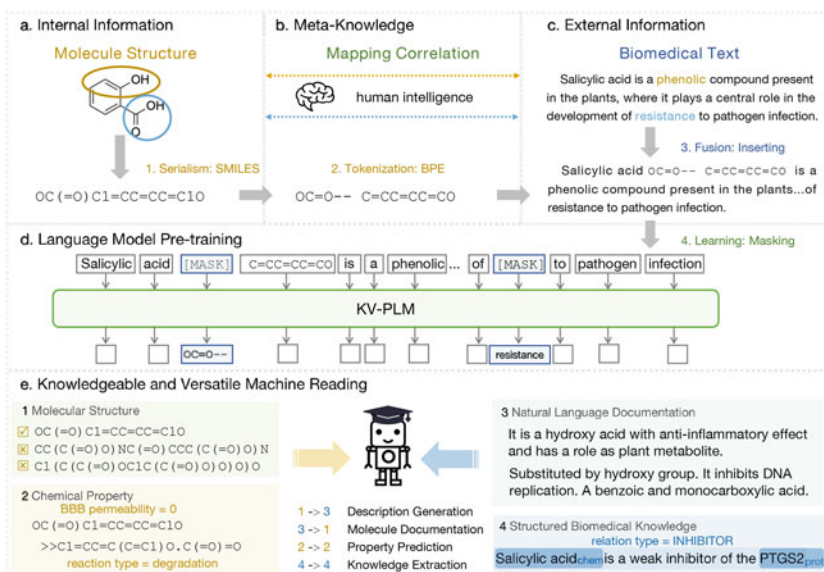 a. Internal Information
Molecule Structure
OH
OH
O
1. Serialism: SMILES
OC(=O)C1=CC=CC=C1O
b. Meta-Knowledge
Mapping Correlation
human intelligence
2. Tokenization: BPE
OC=O-- C=CC=CC=CO
c. External Information
Biomedical Text
Salicylic acid is a phenolic compound present
in the plants, where it plays a central role in the
development of resistance to pathogen infection.
3. Fusion: Inserting
Salicylic acid OC=O-- C=CC=CC=CO is a
phenolic compound present in the plants...of
resistance to pathogen infection.
4. Learning: Masking
d. Language Model Pre-training
Salicylic acid [MASK] C=CC=CC=CO is a phenolic ... of [MASK] to pathogen infection
KV-PLM
OC=O-- resistance
e. Knowledgeable and Versatile Machine Reading
1 Molecular Structure
OC(=O)C1=CC=CC=C1O
CC(C(=O)O)NC(=O)CCC(C(=O)O)N
C1(C(C(=O)OC1C(C(=O)O)O)O)O
2 Chemical Property
BBB permeability = 0
OC(=O)C1=CC=CC=C1O
>>C1=CC=C(C=C1)O.C(=O)=O
reaction type = degradation
1 -> 3 Description Generation
3 -> 1 Molecule Documentation
2 -> 2 Property Prediction
4 -> 4 Knowledge Extraction
3 Natural Language Documentation
It is a hydroxy acid with anti-inflammatory effect
and has a role as plant metabolite.
Substituted by hydroxy group. It inhibits DNA
replication. A benzoic and monocarboxylic acid.
4 Structured Biomedical Knowledge
relation type = INHIBITOR
Salicylic acid chem is a weak inhibitor of the PTGS2 prot